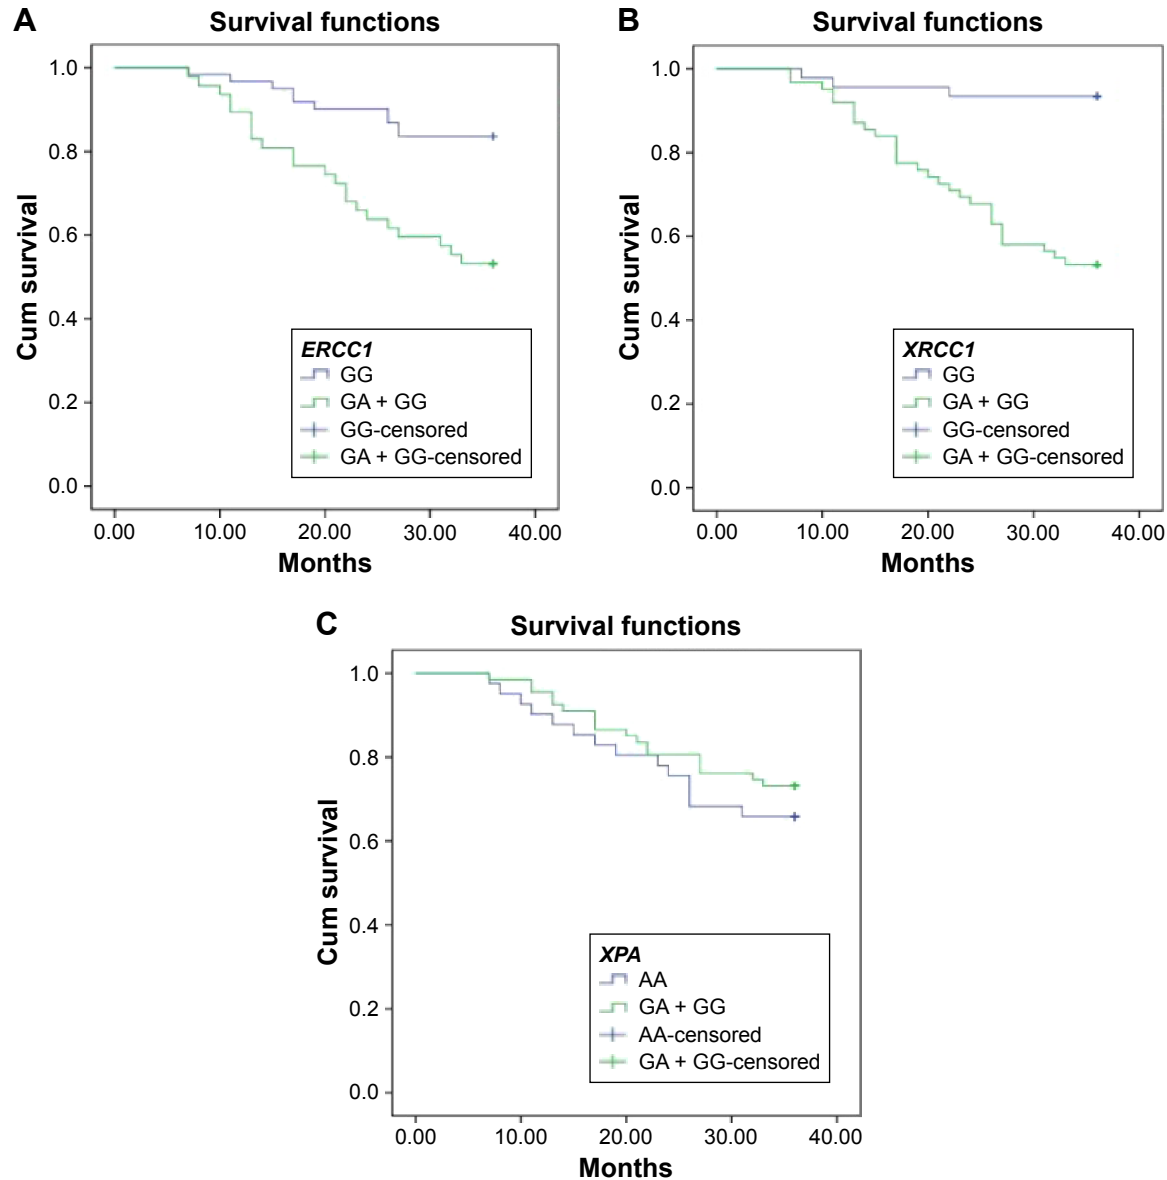 A
Survival functions
Cum survival
1.0
0.8
0.6
0.4
0.2
0.0
ERCC1
GG
GA + GG
GG-censored
GA + GG-censored
0.00 10.00 20.00 30.00 40.00
Months
B
Survival functions
Cum survival
1.0
0.8
0.6
0.4
0.2
0.0
XRCC1
GG
GA + GG
GG-censored
GA + GG-censored
0.00 10.00 20.00 30.00 40.00
Months
C
Survival functions
Cum survival
1.0
0.8
0.6
0.4
0.2
0.0
XPA
AA
GA + GG
AA-censored
GA + GG-censored
0.00 10.00 20.00 30.00 40.00
Months